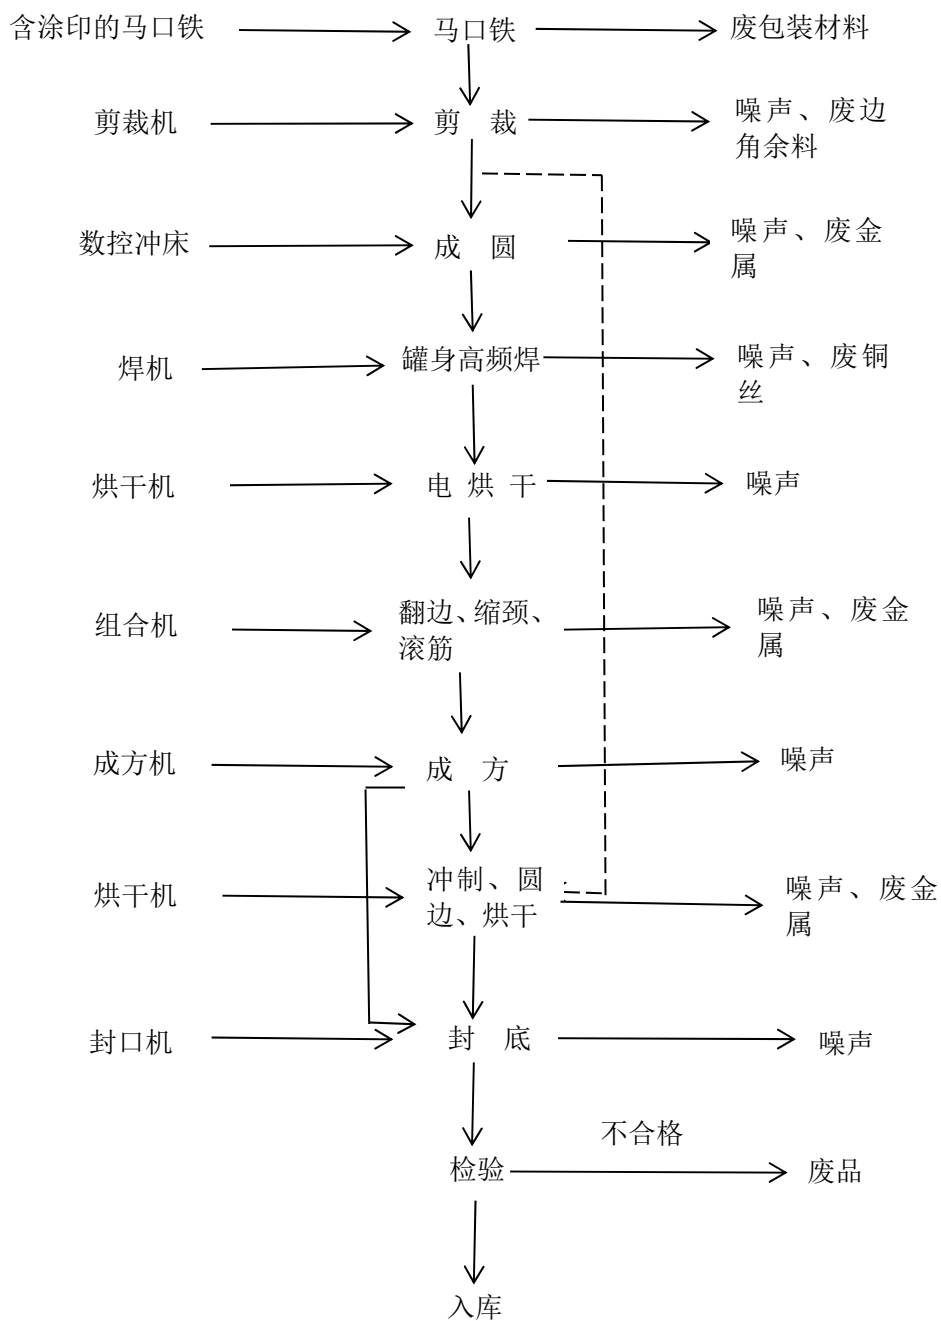 含涂印的马口铁
马口铁
废包装材料
剪裁机
剪 裁
噪声、废边
角余料
数控冲床
成 圆
噪声、废金
属
焊机
罐身高频焊
噪声、废铜
丝
烘干机
电 烘 干
噪声
组合机
翻边、缩颈、
滚筋
噪声、废金
属
成方机
成 方
噪声
烘干机
冲制、圆
边、烘干
噪声、废金
属
封口机
封 底
噪声
不合格
检验
废品
入库